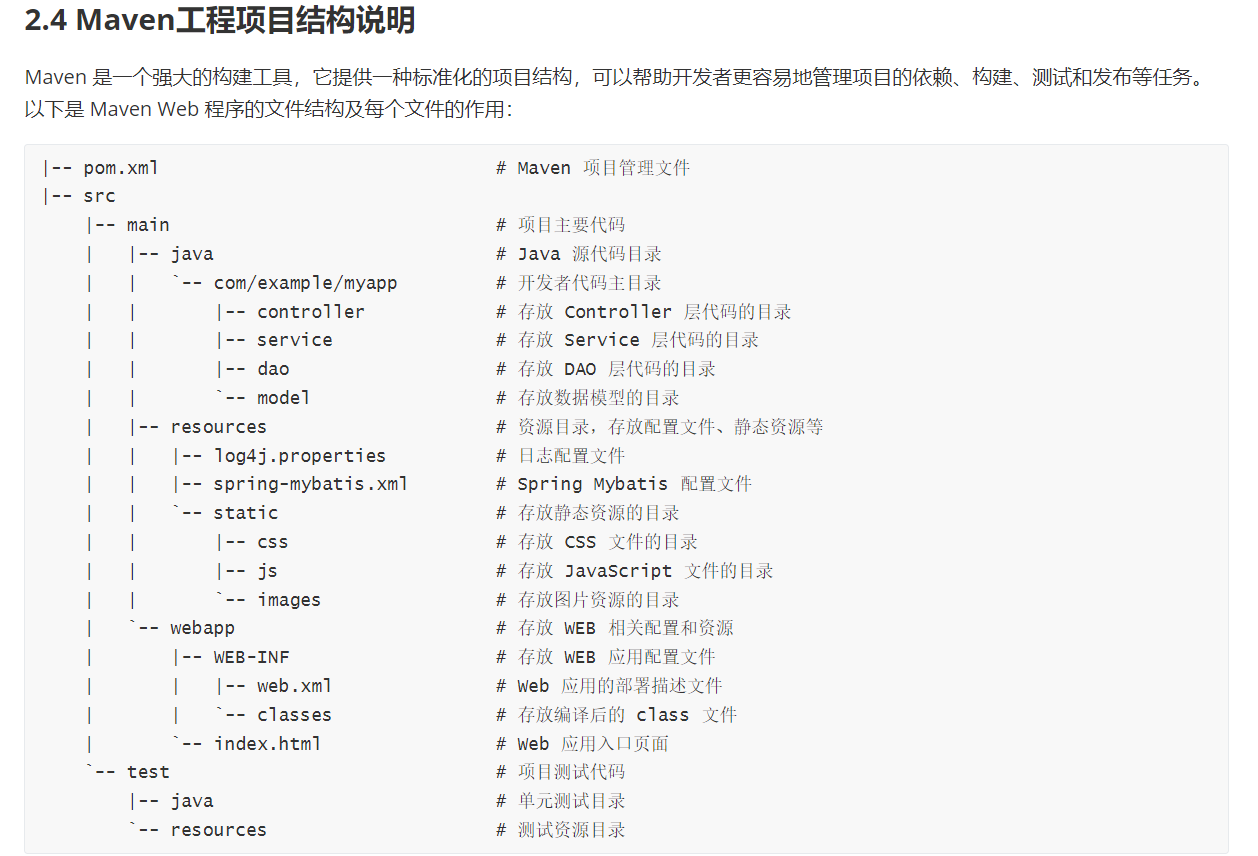 2.4 Maven工程项目结构说明
Maven 是一个强大的构建工具，它提供一种标准化的项目结构，可以帮助开发者更容易地管理项目的依赖、构建、测试和发布等任务。
以下是 Maven Web 程序的文件结构及每个文件的作用：
|-- pom.xml                               # Maven 项目管理文件
|-- src
    |-- main                              # 项目主要代码
    |   |-- java                          # Java 源代码目录
    |   |   `-- com/example/myapp         # 开发者代码主目录
    |   |       |-- controller            # 存放 Controller 层代码的目录
    |   |       |-- service               # 存放 Service 层代码的目录
    |   |       |-- dao                   # 存放 DAO 层代码的目录
    |   |       `-- model                 # 存放数据模型的目录
    |   |-- resources                     # 资源目录，存放配置文件、静态资源等
    |   |   |-- log4j.properties          # 日志配置文件
    |   |   |-- spring-mybatis.xml        # Spring Mybatis 配置文件
    |   |   `-- static                    # 存放静态资源的目录
    |   |       |-- css                   # 存放 CSS 文件的目录
    |   |       |-- js                    # 存放 JavaScript 文件的目录
    |   |       `-- images                # 存放图片资源的目录
    |   `-- webapp                        # 存放 WEB 相关配置和资源
    |       |-- WEB-INF                   # 存放 WEB 应用配置文件
    |       |   |-- web.xml               # Web 应用的部署描述文件
    |       |   `-- classes               # 存放编译后的 class 文件
    |       `-- index.html                # Web 应用入口页面
    `-- test                              # 项目测试代码
        |-- java                          # 单元测试目录
        `-- resources                     # 测试资源目录